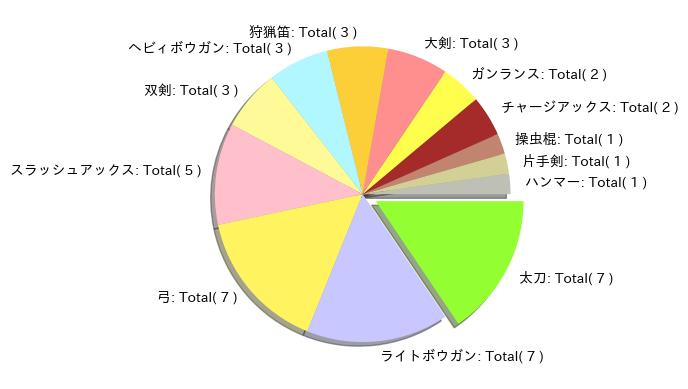 狩猟笛: Total( 3 )
大剣: Total( 3 )
ヘビィボウガン: Total( 3 )
ガンランス: Total( 2 )
双剣: Total( 3 )
チャージアックス: Total( 2 )
操虫棍: Total( 1 )
片手剣: Total( 1 )
スラッシュアックス: Total( 5 )
ハンマー: Total( 1 )
太刀: Total( 7 )
弓: Total( 7 )
ライトボウガン: Total( 7 )